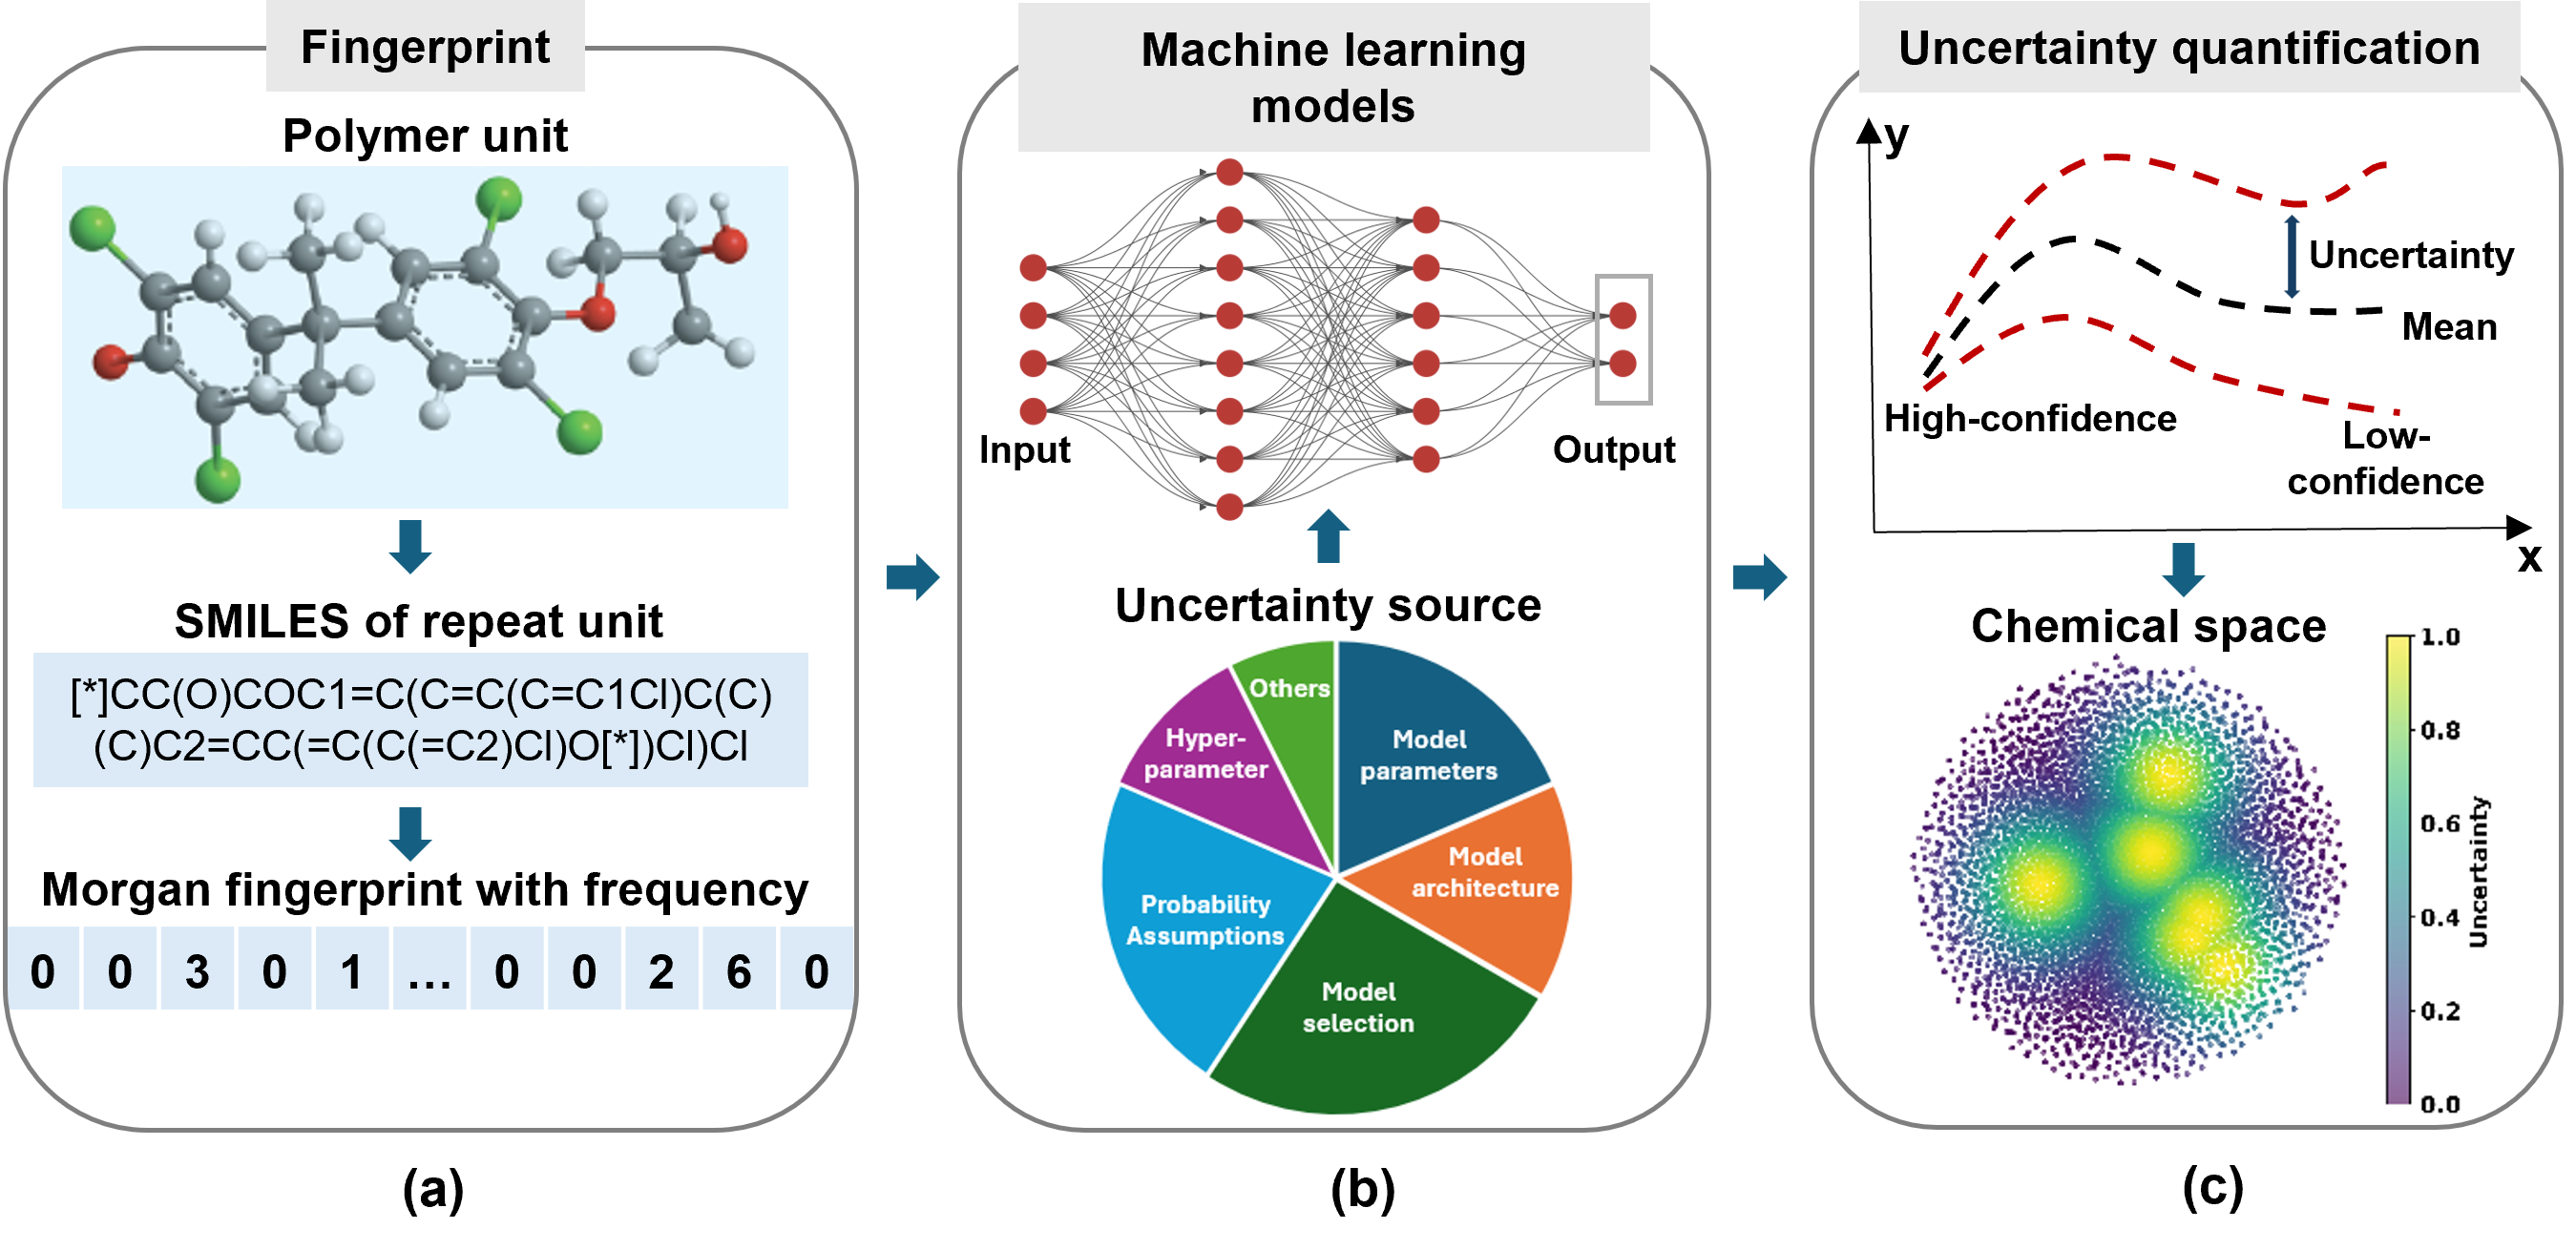 Fingerprint
Polymer unit
SMILES of repeat unit
[*]CC(O)COC1=C(C=C(C=C1Cl)C(C)
(C)C2=CC(=C(C(=C2)Cl)O[*])Cl)Cl
Morgan fingerprint with frequency
0 0 3 0 1 ... 0 0 2 6 0
(a)
Machine learning
models
Input
Output
Uncertainty source
Others
Hyper-
parameter
Model
parameters
Model
architecture
Probability
Assumptions
Model
selection
(b)
Uncertainty quantification
y
Uncertainty
Mean
High-confidence
Low-
confidence
x
Chemical space
1.0
0.8
0.6
0.4
0.2
0.0
Uncertainty
(c)